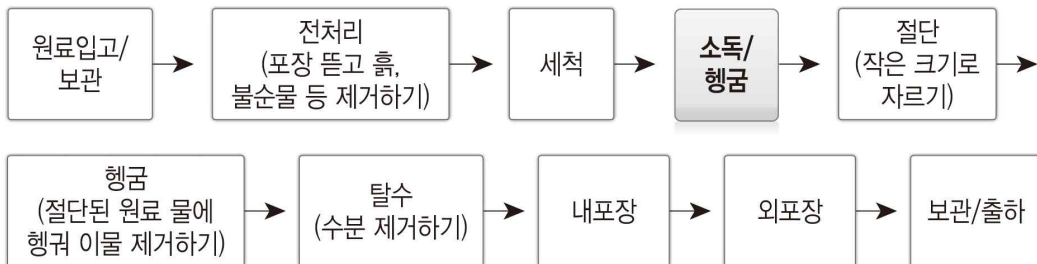 원료입고/
보관
전처리
(포장 뜯고 흙,
불순물 등 제거하기)
세척
소독/
헹굼
절단
(작은 크기로
자르기)
헹굼
(절단된 원료 물에
헹궈 이물 제거하기)
탈수
(수분 제거하기)
내포장
외포장
보관/출하